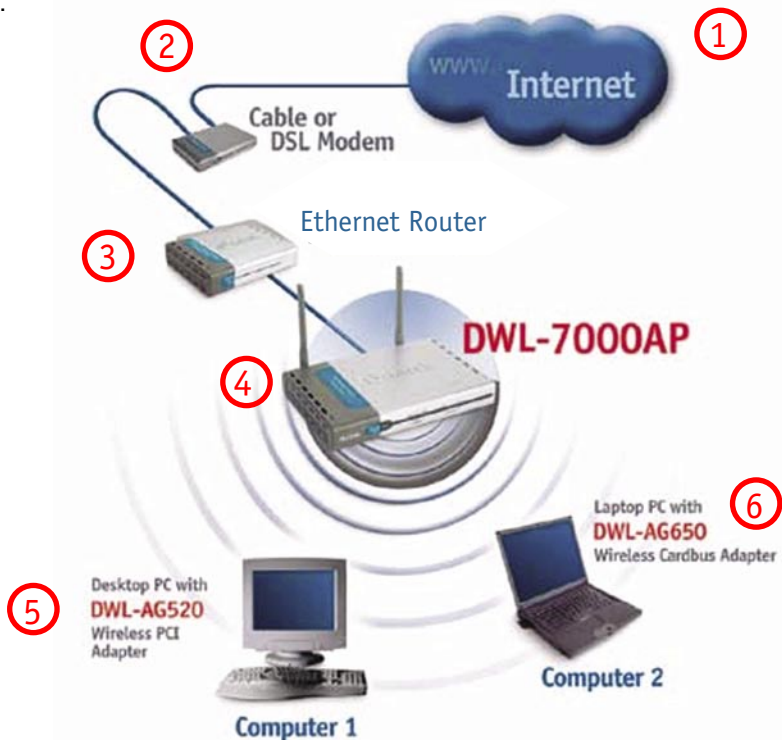 .
1
2
www.
Internet
Cable or
DSL Modem
Ethernet Router
3
DWL-7000AP
4
Laptop PC with
DWL-AG650
Wireless Cardbus Adapter
6
Desktop PC with
DWL-AG520
Wireless PCI
Adapter
5
Computer 2
Computer 1